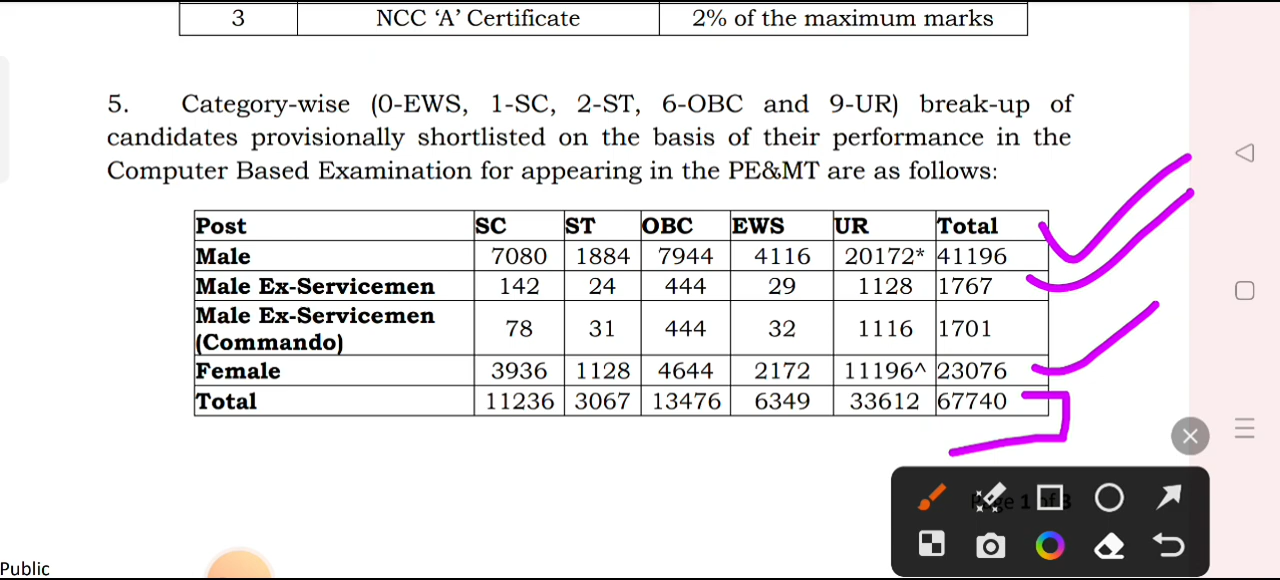 3 NCC ‘A’ Certificate 2% of the maximum marks
5. Category-wise (0-EWS, 1-SC, 2-ST, 6-OBC and 9-UR) break-up of
candidates provisionally shortlisted on the basis of their performance in the
Computer Based Examination for appearing in the PE&MT are as follows:
Post SC ST OBC EWS UR Total
Male 7080 1884 7944 4116 20172* 41196
Male Ex-Servicemen 142 24 444 29 1128 1767
Male Ex-Servicemen
(Commando) 78 31 444 32 1116 1701
Female 3936 1128 4644 2172 11196^ 23076
Total 11236 3067 13476 6349 33612 67740
Page 1 of 3
Public